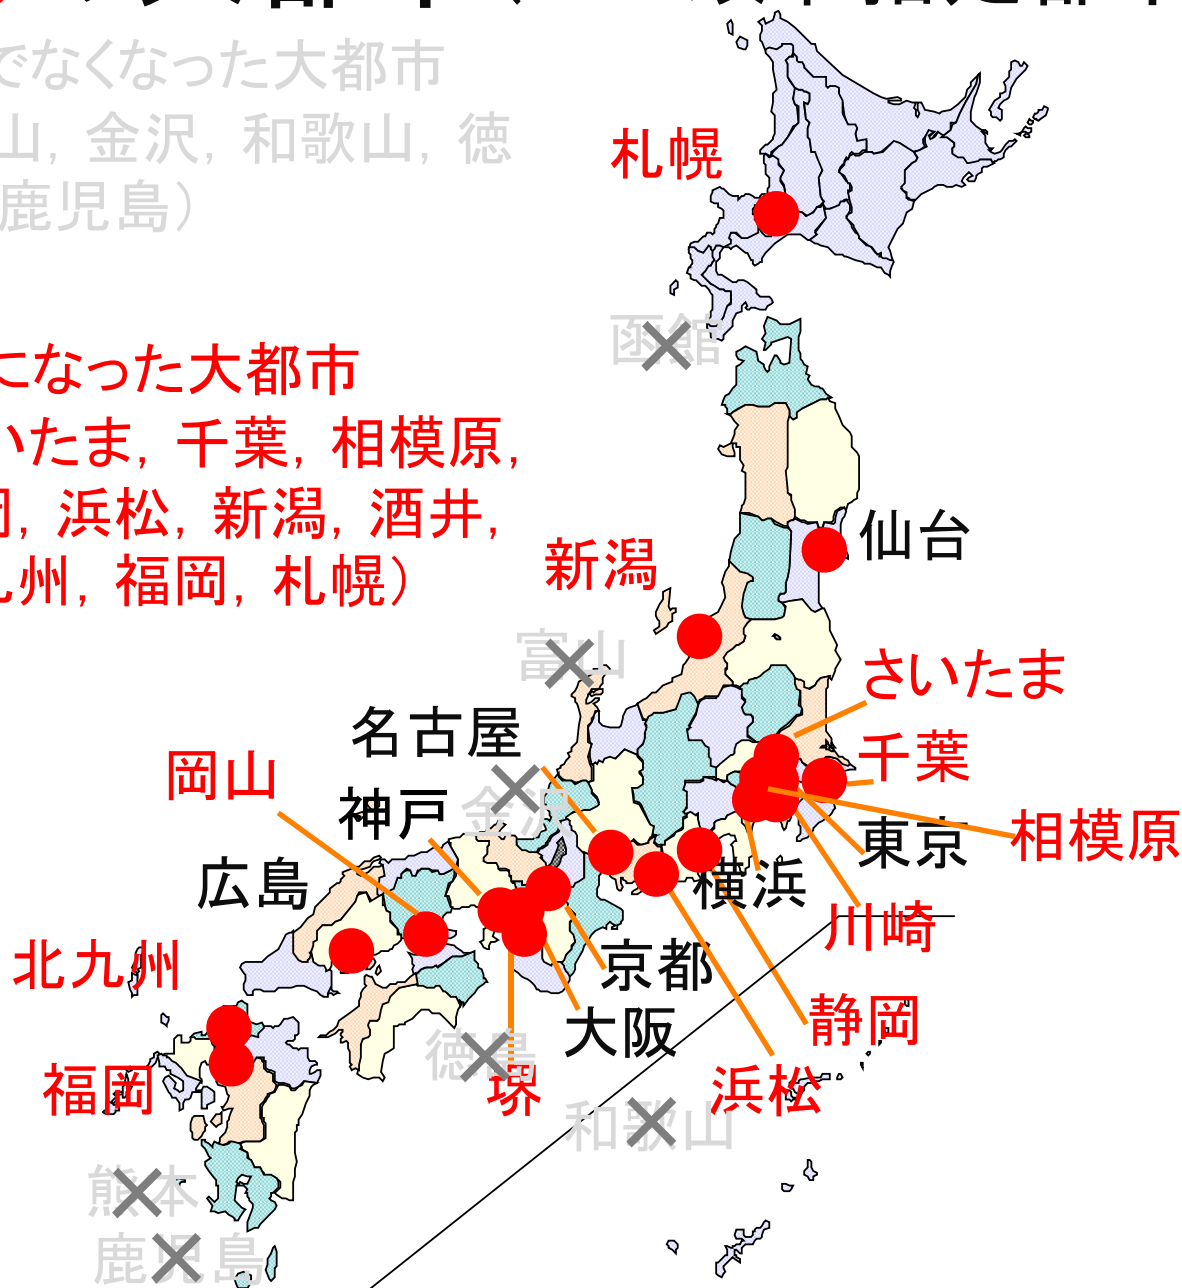 でなくなった大都市
山，金沢，和歌山，徳
鹿児島）
札幌
函館
になった大都市
いたま，千葉，相模原，
岡，浜松，新潟，酒井，
九州，福岡，札幌）
仙台
新潟
富山
さいたま
名古屋
千葉
岡山
神戸
金沢
相模原
東京
広島
横浜
川崎
北九州
京都
静岡
大阪
徳島
福岡
堺
浜松
和歌山
熊本
鹿児島